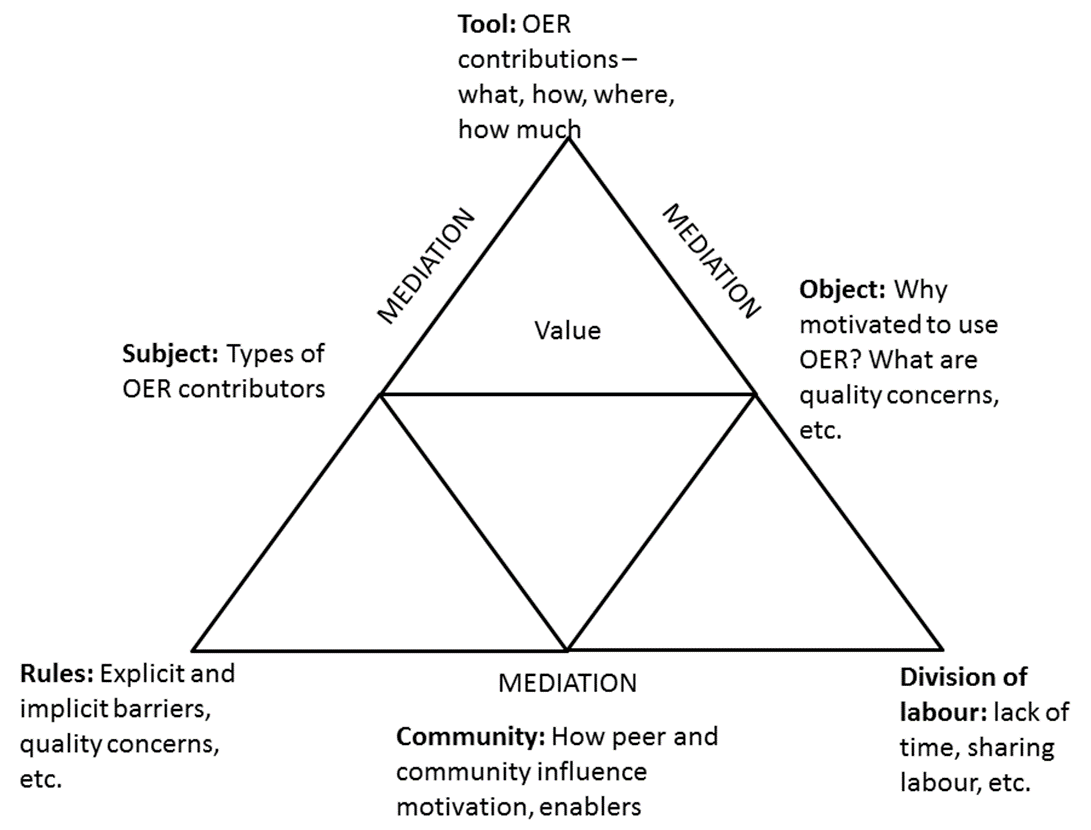 Tool: OER
contributions –
what, how, where,
how much
MEDIATION
MEDIATION
Value
Subject: Types of
OER contributors
Object: Why
motivated to use
OER? What are
quality concerns,
etc.
Rules: Explicit and
implicit barriers,
quality concerns,
etc.
MEDIATION
Community: How peer and
community influence
motivation, enablers
Division of
labour: lack of
time, sharing
labour, etc.